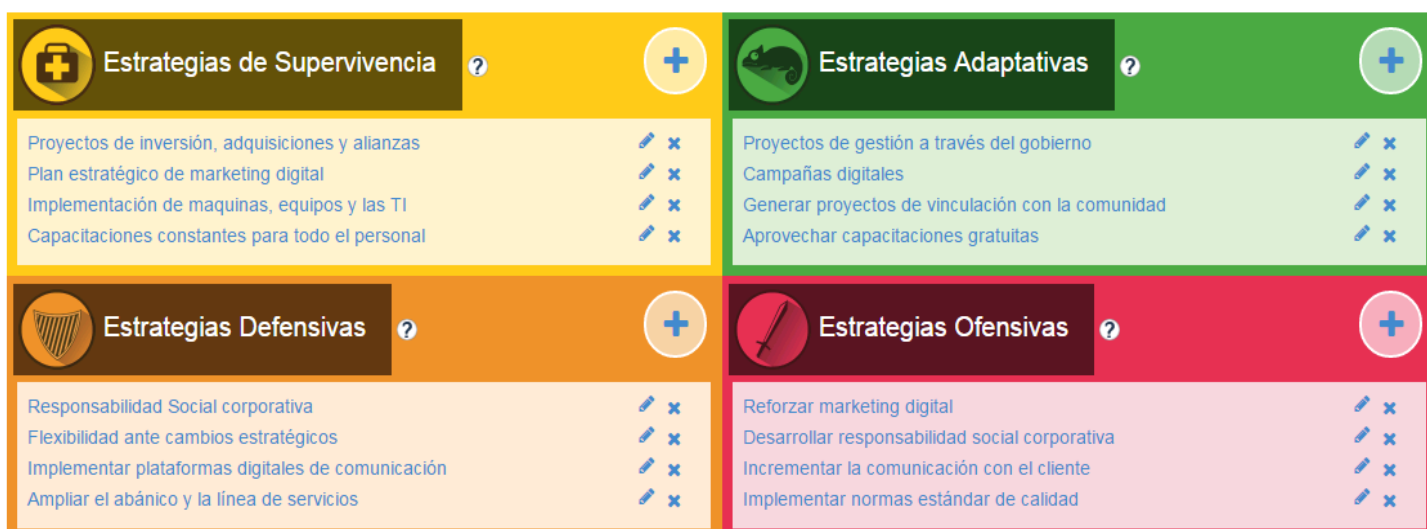 Estrategias de Supervivencia
Proyectos de inversión, adquisiciones y alianzas
Plan estratégico de marketing digital
Implementación de maquinas, equipos y las TI
Capacitaciones constantes para todo el personal
Estrategias Adaptativas
Proyectos de gestión a través del gobierno
Campañas digitales
Generar proyectos de vinculación con la comunidad
Aprovechar capacitaciones gratuitas
Estrategias Defensivas
Responsabilidad Social corporativa
Flexibilidad ante cambios estratégicos
Implementar plataformas digitales de comunicación
Ampliar el abánico y la línea de servicios
Estrategias Ofensivas
Reforzar marketing digital
Desarrollar responsabilidad social corporativa
Incrementar la comunicación con el cliente
Implementar normas estándar de calidad